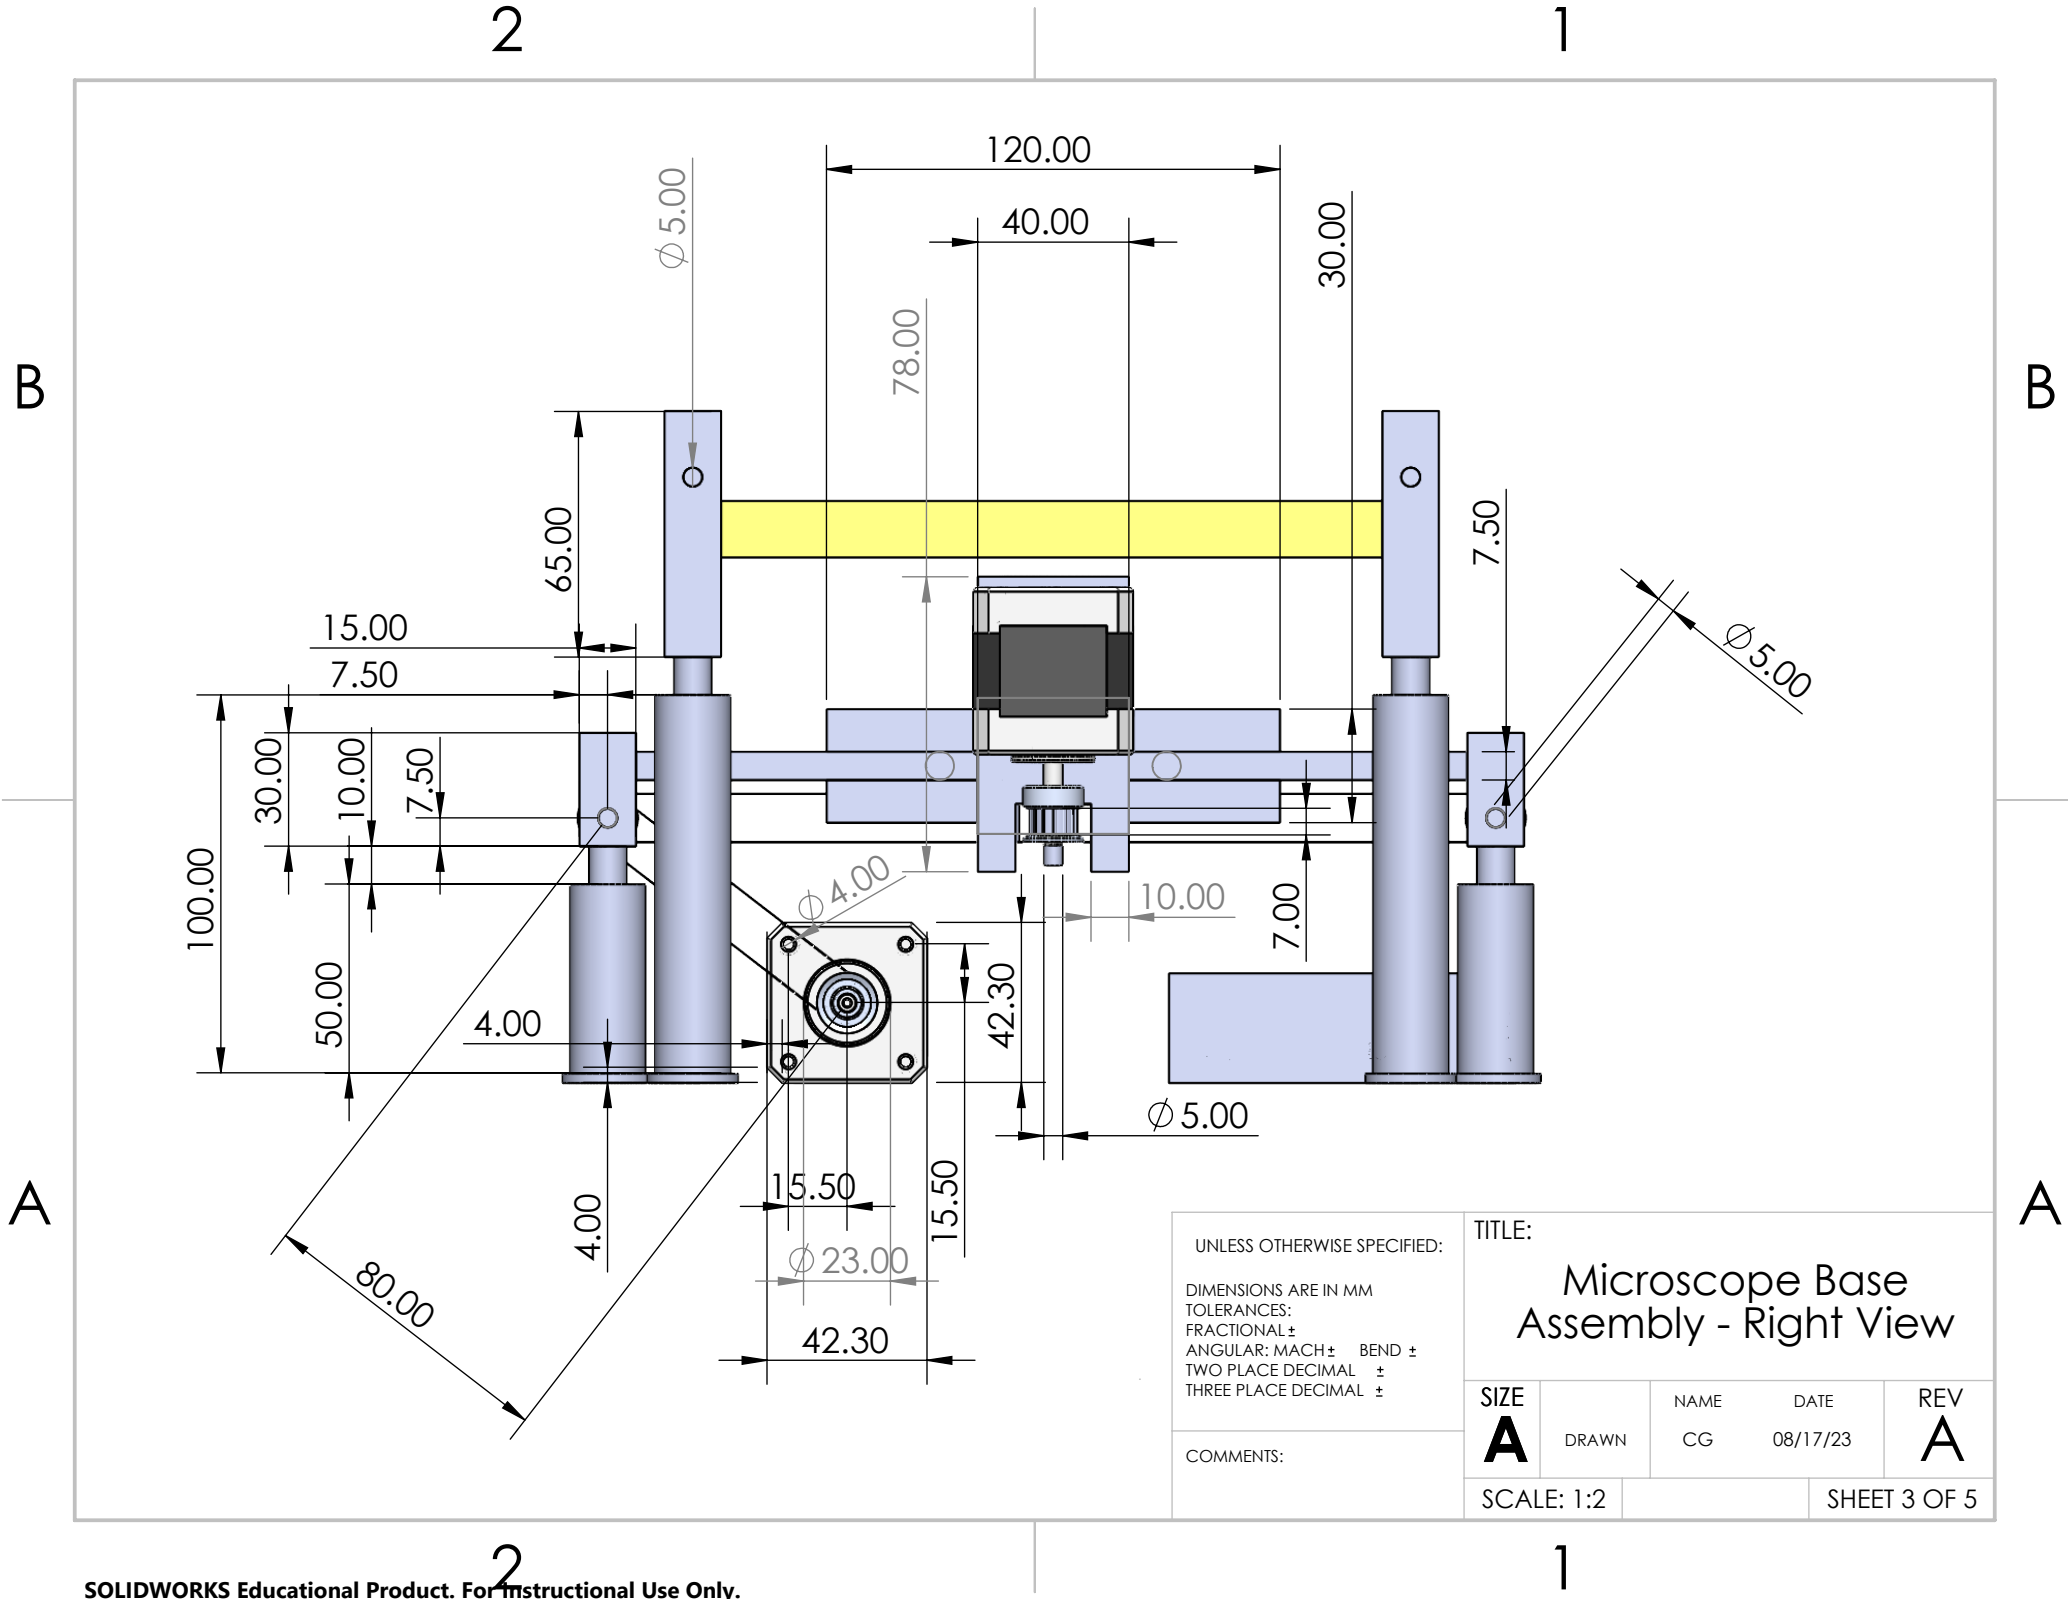 2 1
120.00
∅5.00
40.00
30.00
78.00
B B
65.00
7.50
∅5.00
15.00
7.50
30.00
10.00
7.50
100.00
∅4.00
10.00
7.00
50.00
4.00
42.30
∅5.00
15.50
15.50
4.00
A A
∅23.00
80.00
42.30
UNLESS OTHERWISE SPECIFIED:
DIMENSIONS ARE IN MM
TOLERANCES:
FRACTIONAL ±
ANGULAR: MACH ± BEND ±
TWO PLACE DECIMAL ±
THREE PLACE DECIMAL ±
COMMENTS:
TITLE:
Microscope Base
Assembly - Right View
SIZE
A
DRAWN
NAME DATE
CG 08/17/23
REV
A
SCALE: 1:2
SHEET 3 OF 5
2 1
SOLIDWORKS Educational Product. For Instructional Use Only.